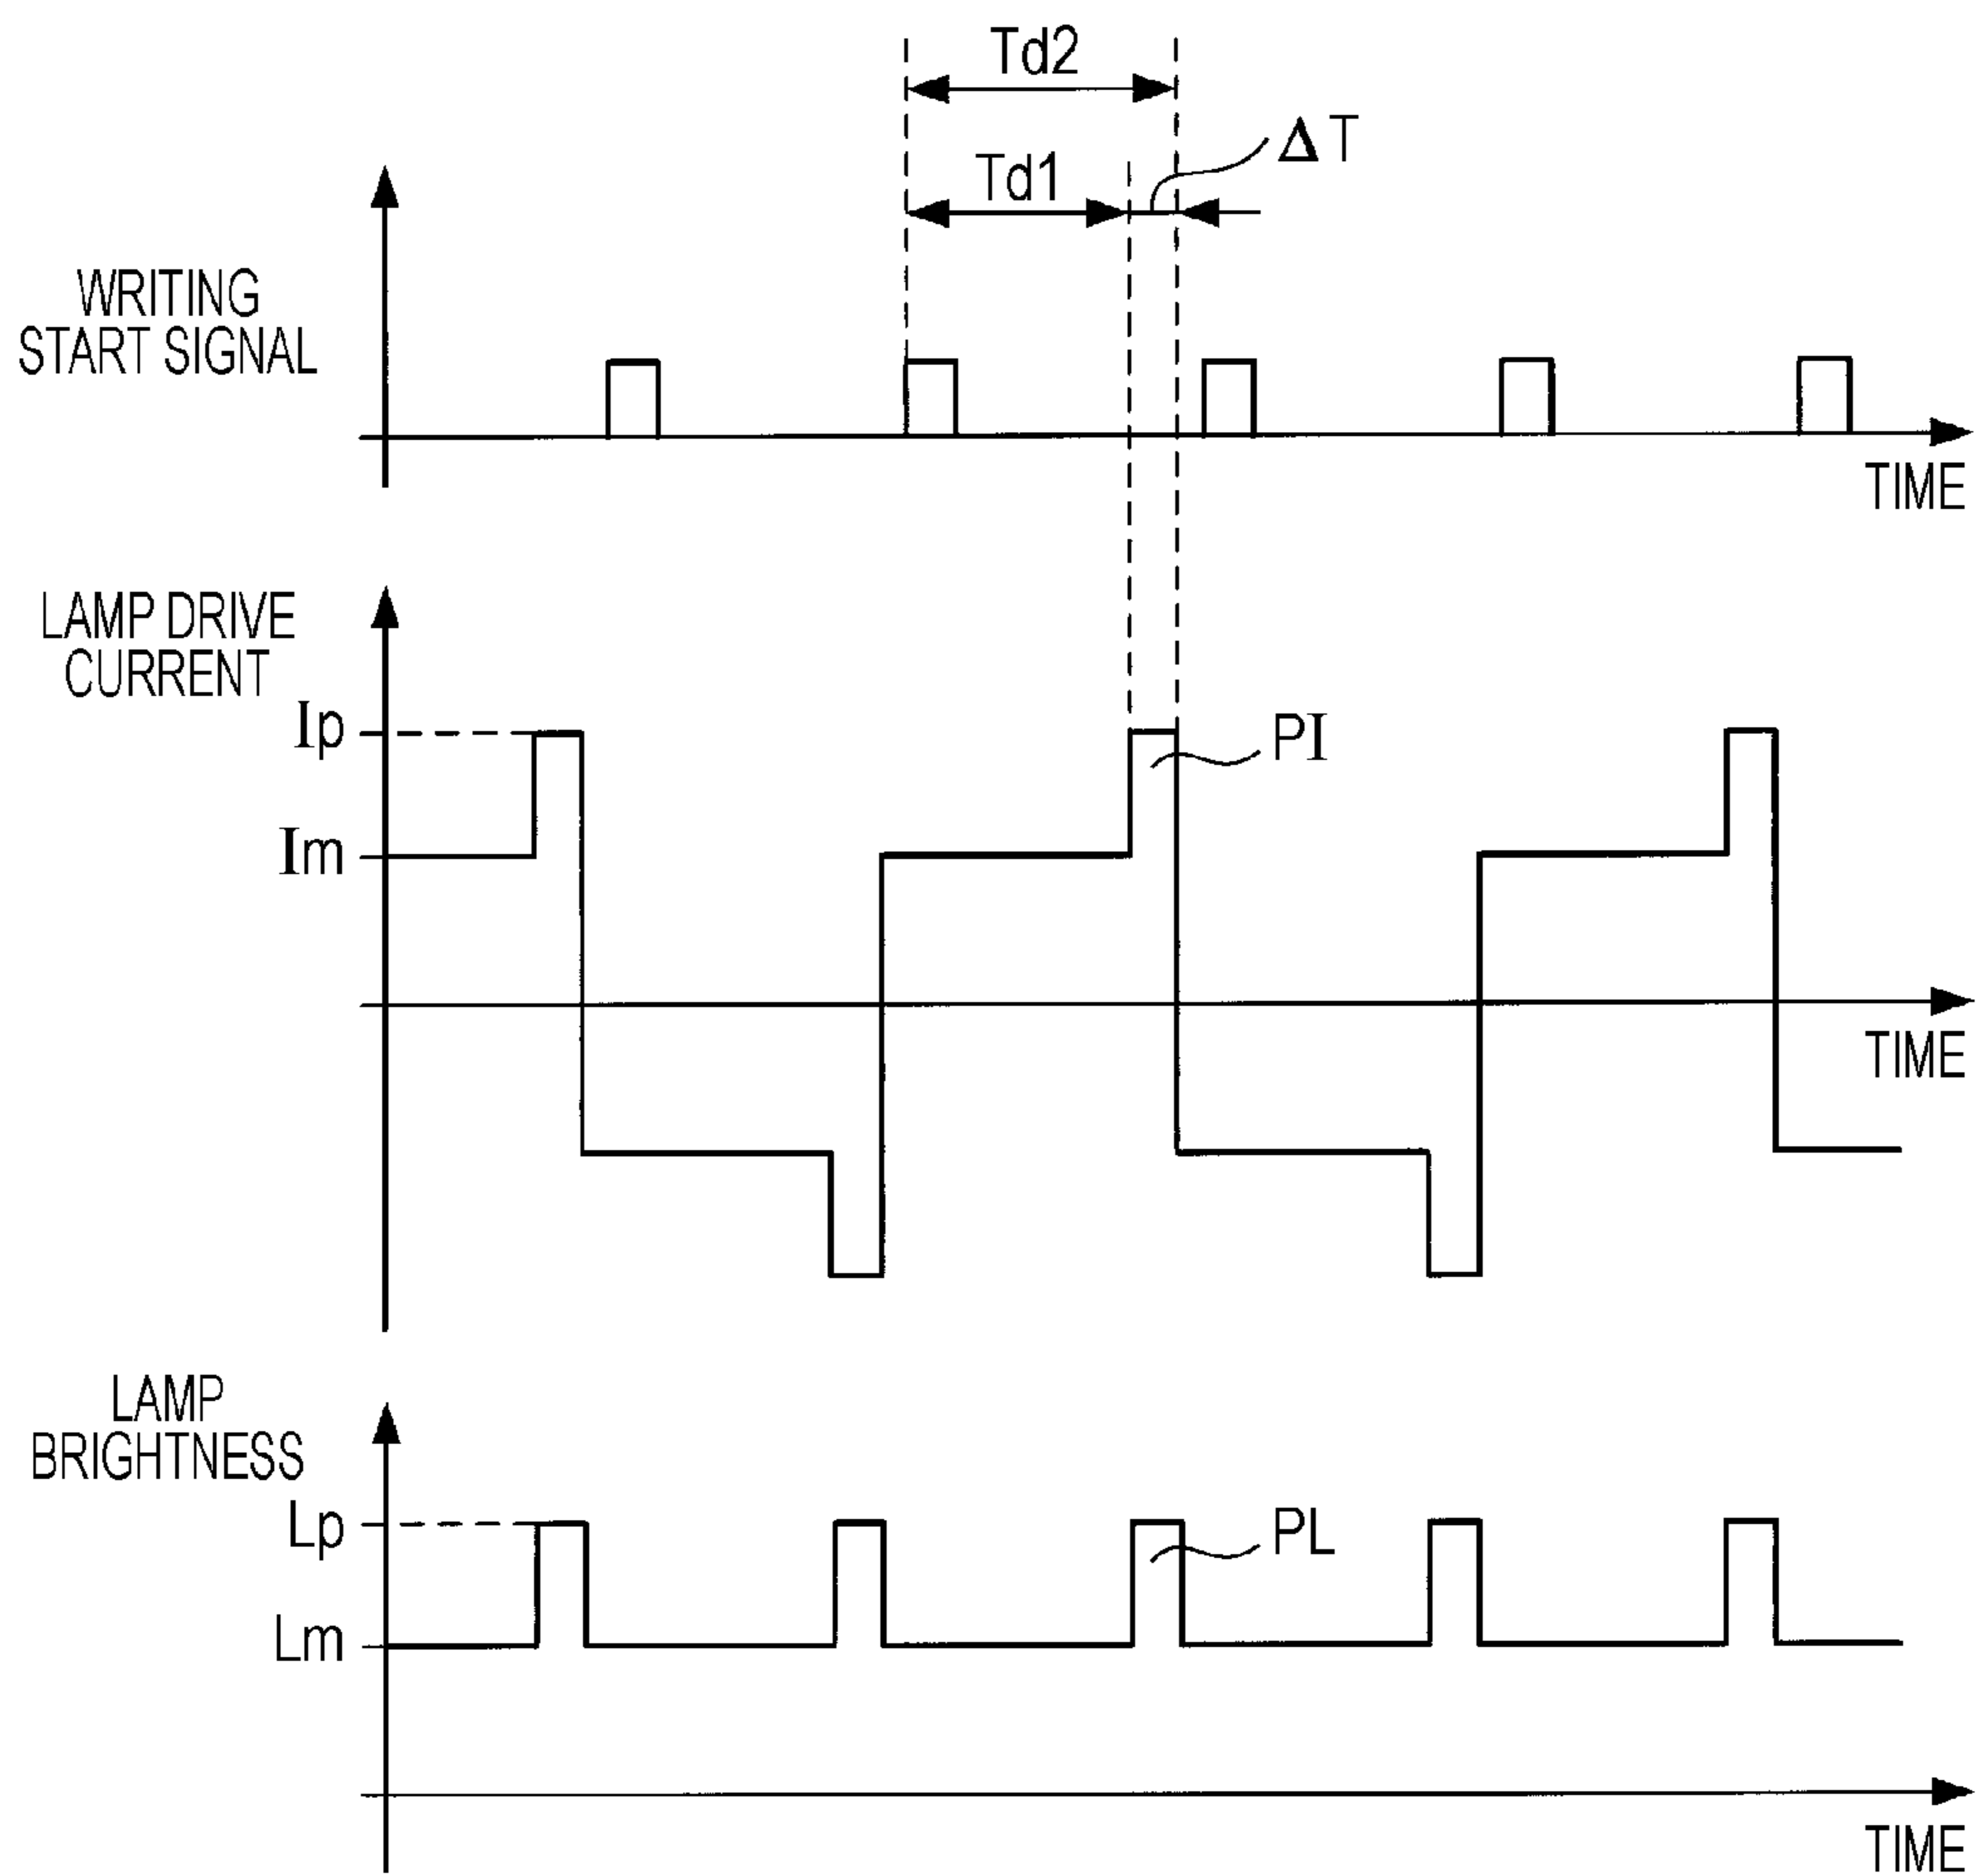 Td2
ΔT
Td1
WRITING
START SIGNAL
TIME
LAMP DRIVE
CURRENT
Ip
PI
Im
TIME
LAMP
BRIGHTNESS
Lp
PL
Lm
TIME